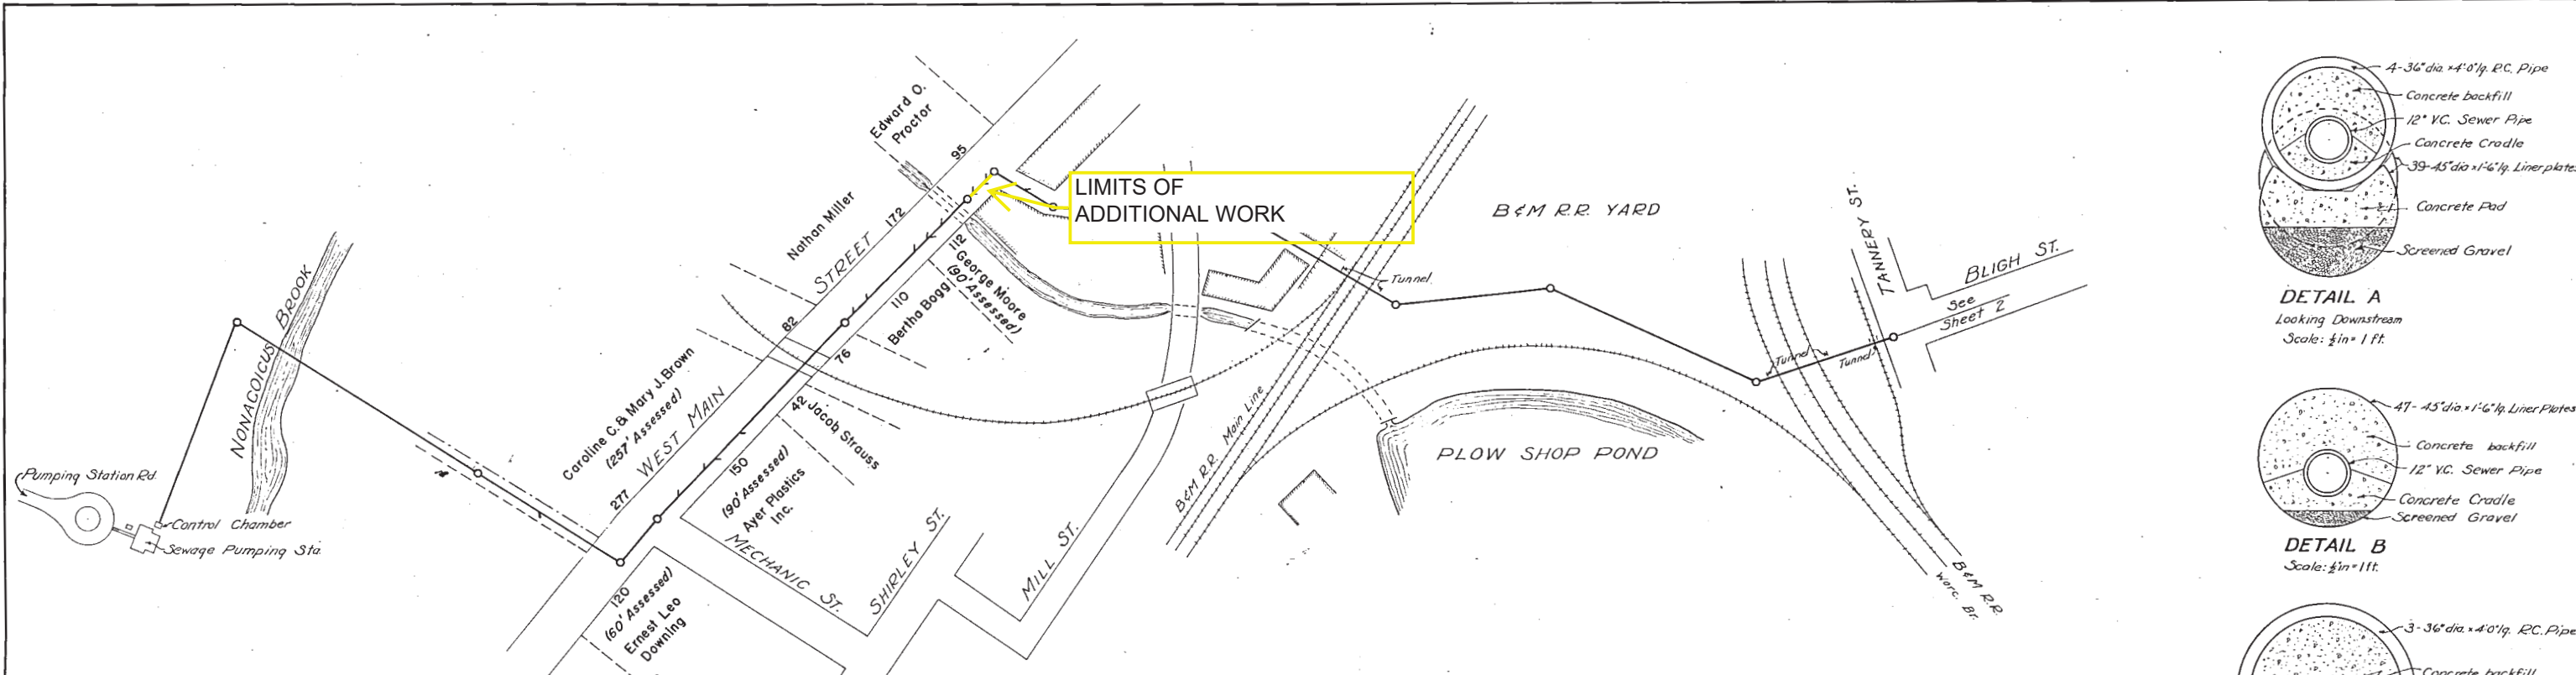 Edward O.
Proctor
95
Nathan Miller
172
STREET
82
WEST MAIN
277
Caroline C. & Mary J. Brown
(257' Assessed)
LIMITS OF
ADDITIONAL WORK
112
George Moore
(90' Assessed)
110
Bertha Bogg
76
42 Jacob Strauss
150
(90' Assessed)
Ayer Plastics
Inc.
120
(60' Assessed)
Ernest Leo
Downing
NONACOICUS BROOK
Pumping Station Rd.
Control Chamber
Sewage Pumping Sta.
MECHANIC ST.
SHIRLEY ST.
MILL ST.
B&M R.R. Main Line
B&M R.R. YARD
Tunnel
PLOW SHOP POND
Tunnel
Tunnel
TANNERY ST.
BLIGH ST.
See
Sheet 2
B&M R.R.
Worc. Br.
4-36" dia. x 4'-0" lg. R.C. Pipe
Concrete backfill
12" V.C. Sewer Pipe
Concrete Cradle
39-45" dia x 1'-6" lg. Liner plates
Concrete Pad
Screened Gravel
DETAIL A
Looking Downstream
Scale: ½in = 1 ft.
47-45" dia. x 1'-6" lg. Liner Plates
Concrete backfill
12" V.C. Sewer Pipe
Concrete Cradle
Screened Gravel
DETAIL B
Scale: ½in = 1 ft.
3-36" dia. x 4'0" lg. R.C. Pipe
Concrete backfill